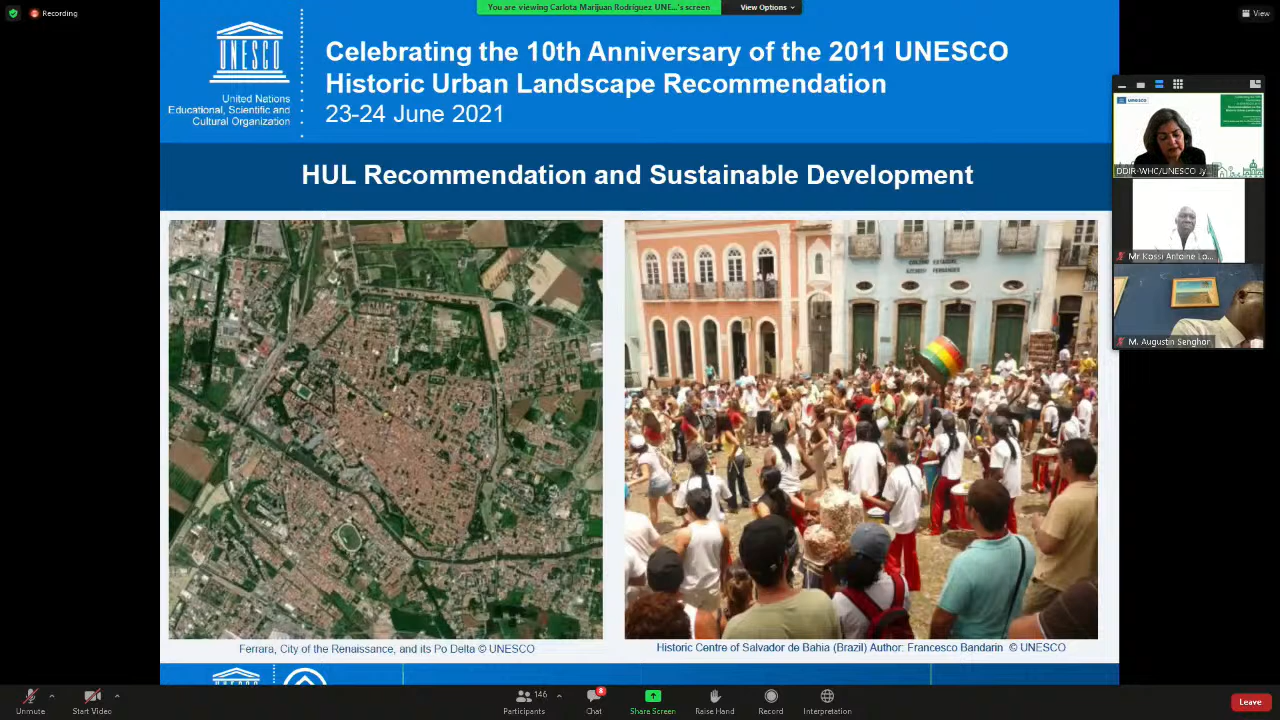 Recording
You are viewing Carlota Marijuan Rodríguez UNE...'s screen
View Options
View
UNESCO
United Nations
Educational, Scientific and
Cultural Organization
Celebrating the 10th Anniversary of the 2011 UNESCO
Historic Urban Landscape Recommendation
23-24 June 2021
HUL Recommendation and Sustainable Development
UNESCO
DDIR-WHC/UNESCO Jy...
Mr Kossi Antoine Lo...
M. Augustin Senghor
Ferrara, City of the Renaissance, and its Po Delta © UNESCO
Historic Centre of Salvador de Bahia (Brazil) Author: Francesco Bandarin © UNESCO
Unmute
Start Video
146
Participants
8
Chat
Share Screen
Raise Hand
Record
Interpretation
Leave